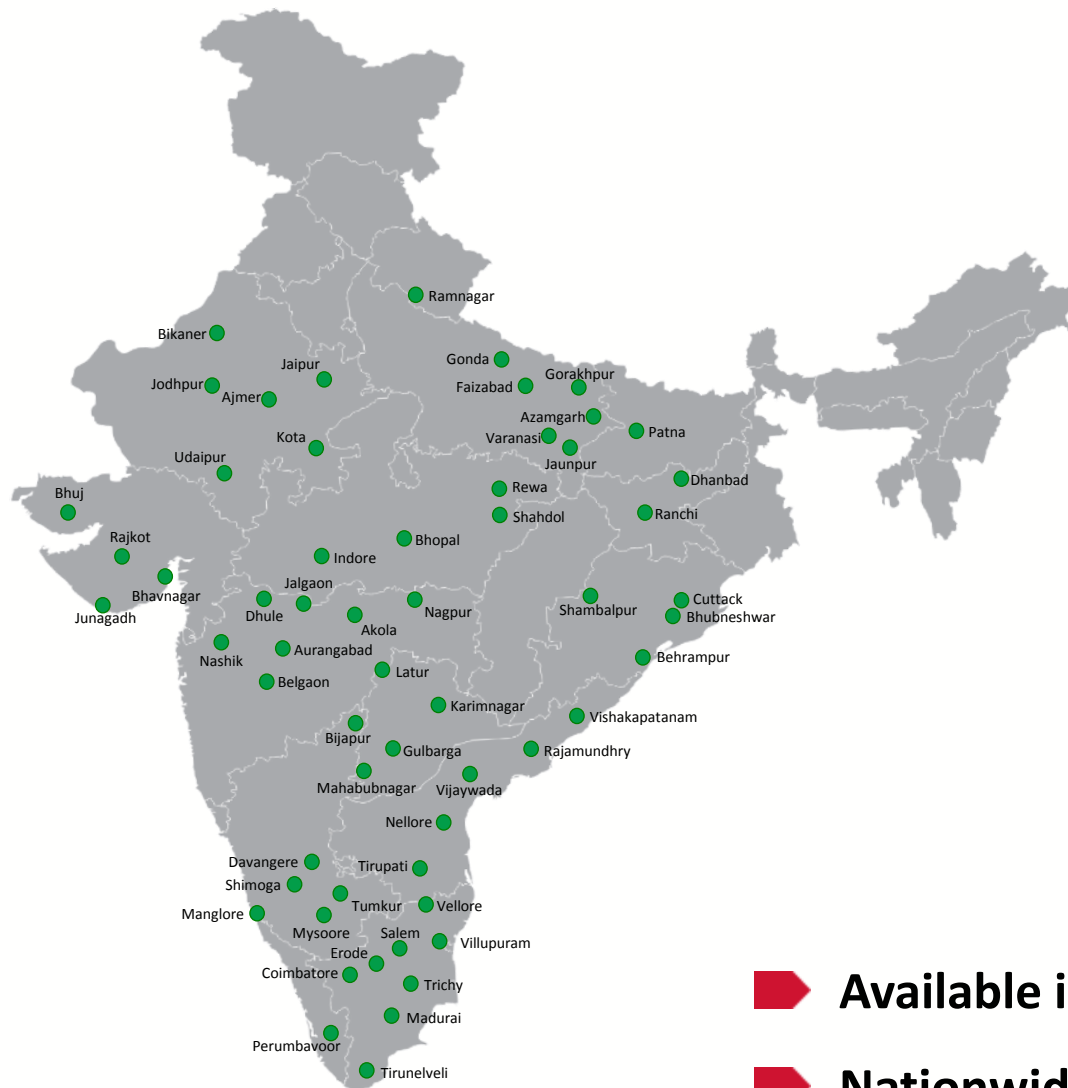 Ramnagar
Bikaner
Gonda
Jaipur
Gorakhpur
Jodhpur
Faizabad
Ajmer
Azamgarh
Patna
Varanasi
Kota
Jaunpur
Udaipur
Dhanbad
Rewa
Bhuj
Shahdol
Ranchi
Rajkot
Bhopal
Indore
Jalgaon
Bhavnagar
Junagadh
Dhule
Nagpur
Shambalpur
Cuttack
Akola
Bhubneshwar
Aurangabad
Nashik
Behrampur
Latur
Belgaon
Karimnagar
Vishakapatanam
Bijapur
Gulbarga
Rajamundhry
Mahabubnagar
Vijaywada
Nellore
Davangere
Tirupati
Shimoga
Tumkur
Vellore
Manglore
Mysoore
Salem
Villupuram
Erode
Coimbatore
Trichy
Available i
Madurai
Perumbavoor
Tirunelveli
Nationwid